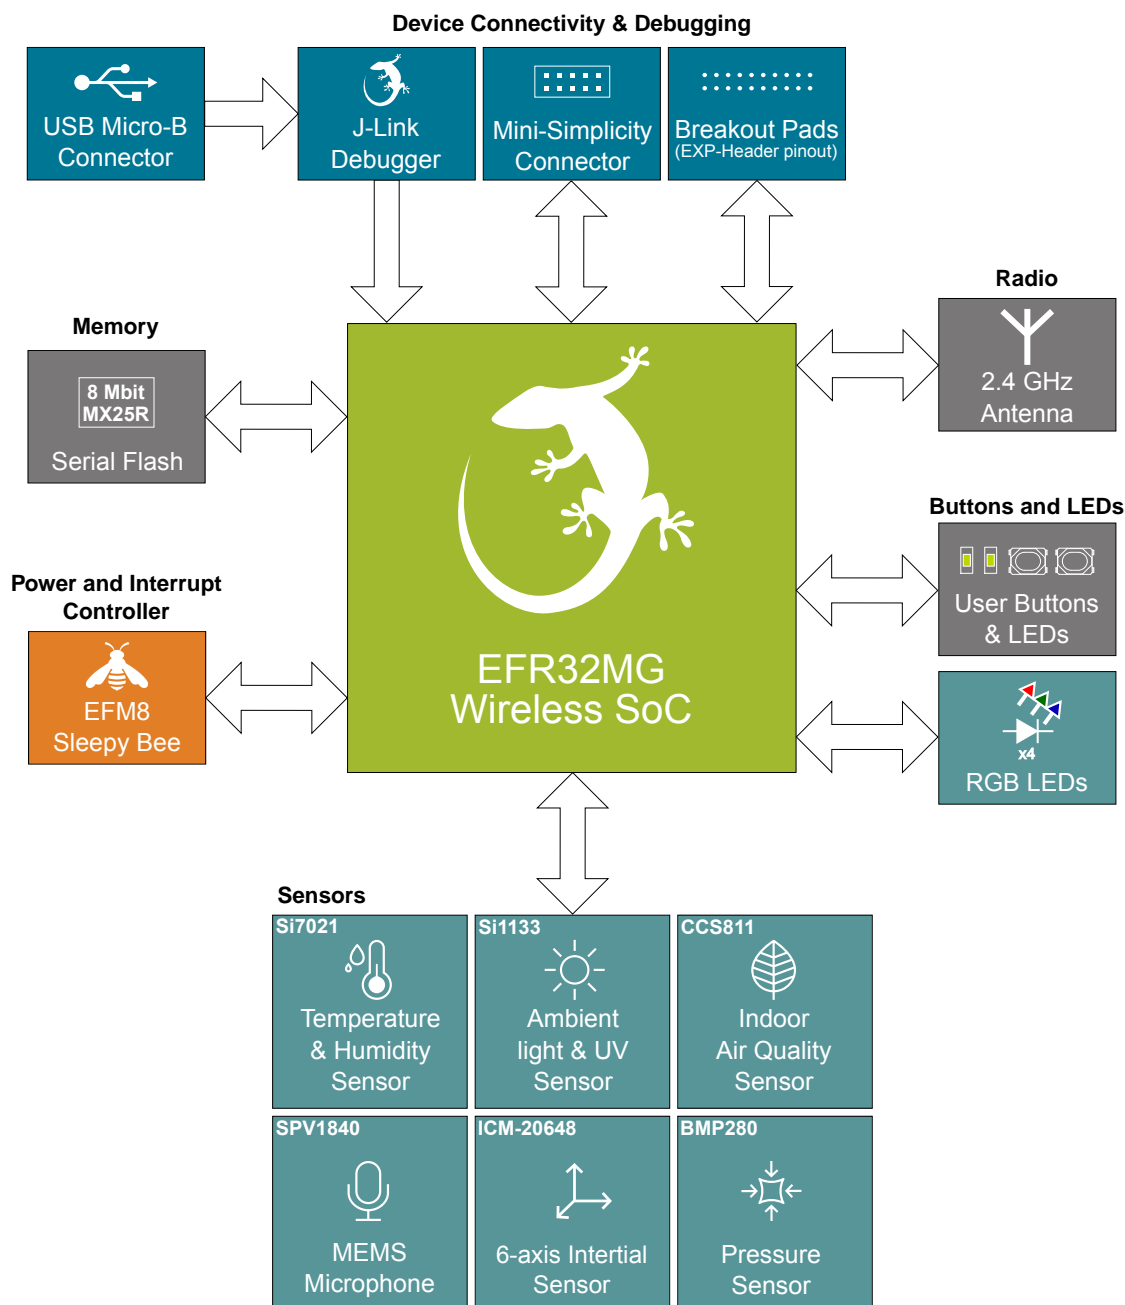 Device Connectivity & Debugging
USB Micro-B
Connector
J-Link
Debugger
Mini-Simplicity
Connector
Breakout Pads
(EXP-Header pinout)
Radio
2.4 GHz
Antenna
Memory
8 Mbit
MX25R
Serial Flash
Buttons and LEDs
User Buttons
& LEDs
Power and Interrupt
Controller
EFM8
Sleepy Bee
EFR32MG
Wireless SoC
x4
RGB LEDs
Sensors
Si7021
Temperature
& Humidity
Sensor
Si1133
Ambient
light & UV
Sensor
CCS811
Indoor
Air Quality
Sensor
SPV1840
MEMS
Microphone
ICM-20648
6-axis Intertial
Sensor
BMP280
Pressure
Sensor